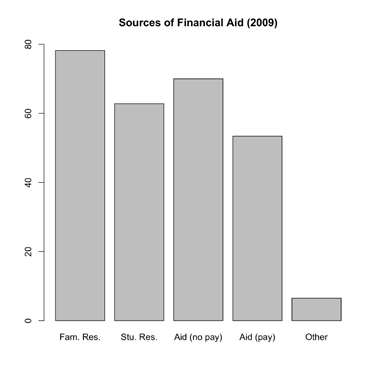 Sources of Financial Aid (2009)
80
60
40
20
0
Fam. Res. Stu. Res. Aid (no pay) Aid (pay) Other